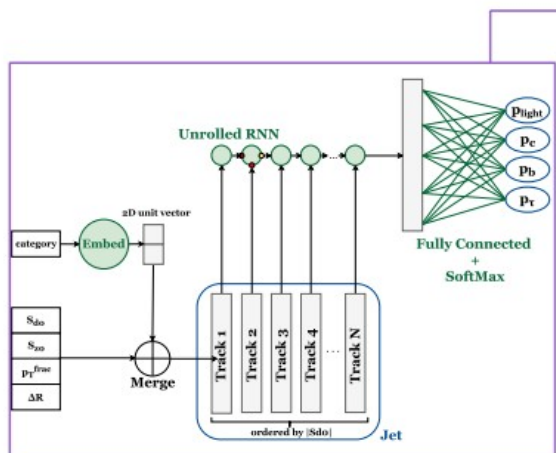 Unrolled RNN
...
P_light
P_c
P_b
P_τ
Fully Connected
+
SoftMax
2D unit vector
category
Embed
S_d0
S_z0
P_T^frac
ΔR
Merge
Track 1
Track 2
Track 3
Track 4
...
Track N
ordered by |Sd0|
Jet